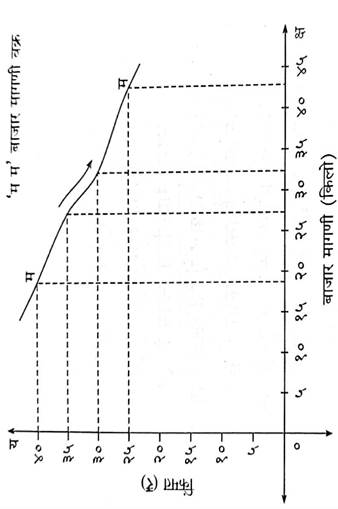 'म म' बाजार मागणी वक्र
य
४०
३५
३०
२५
२०
१५
१०
५
०
किंमत (₹)
म
म
५ १० १५ २० २५ ३० ३५ ४० ४५ क्ष
बाजार मागणी (किलो)